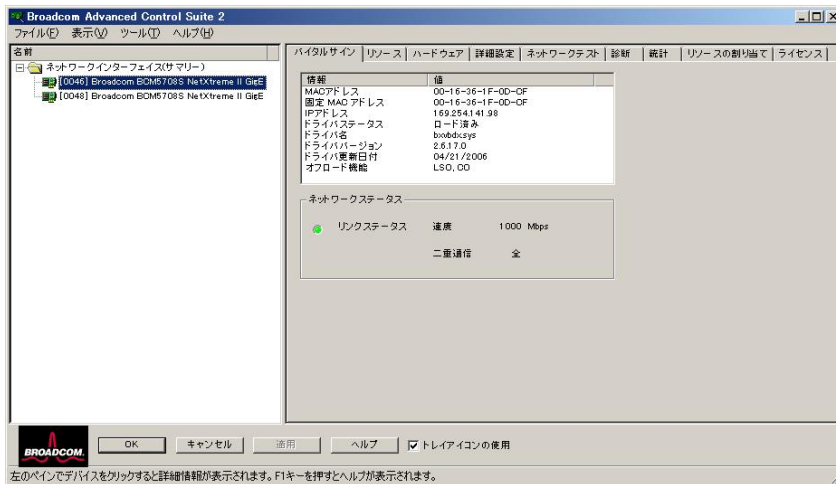 Broadcom Advanced Control Suite 2
ファイル(F) 表示(V) ツール(T) ヘルプ(H)
名前
ネットワークインターフェイス(サマリー)
[0046] Broadcom BCM5708S NetXtreme II GigE
[0048] Broadcom BCM5708S NetXtreme II GigE
バイタルサイン リソース ハードウェア 詳細設定 ネットワークテスト 診断 統計 リソースの割り当て ライセンス
情報 値
MACアドレス 00-16-36-1F-0D-0F
固定 MAC アドレス 00-16-36-1F-0D-0F
IPアドレス 169.254.141.98
ドライバステータス ロード済み
ドライバ名 bxvbdx.sys
ドライババージョン 2.6.17.0
ドライバ更新日付 04/21/2006
オフロード機能 LSO, CO
ネットワークステータス
リンクステータス 速度 1000 Mbps
二重通信 全
BROADCOM. OK キャンセル 適用 ヘルプ トレイアイコンの使用
左のペインでデバイスをクリックすると詳細情報が表示されます。F1キーを押すとヘルプが表示されます。